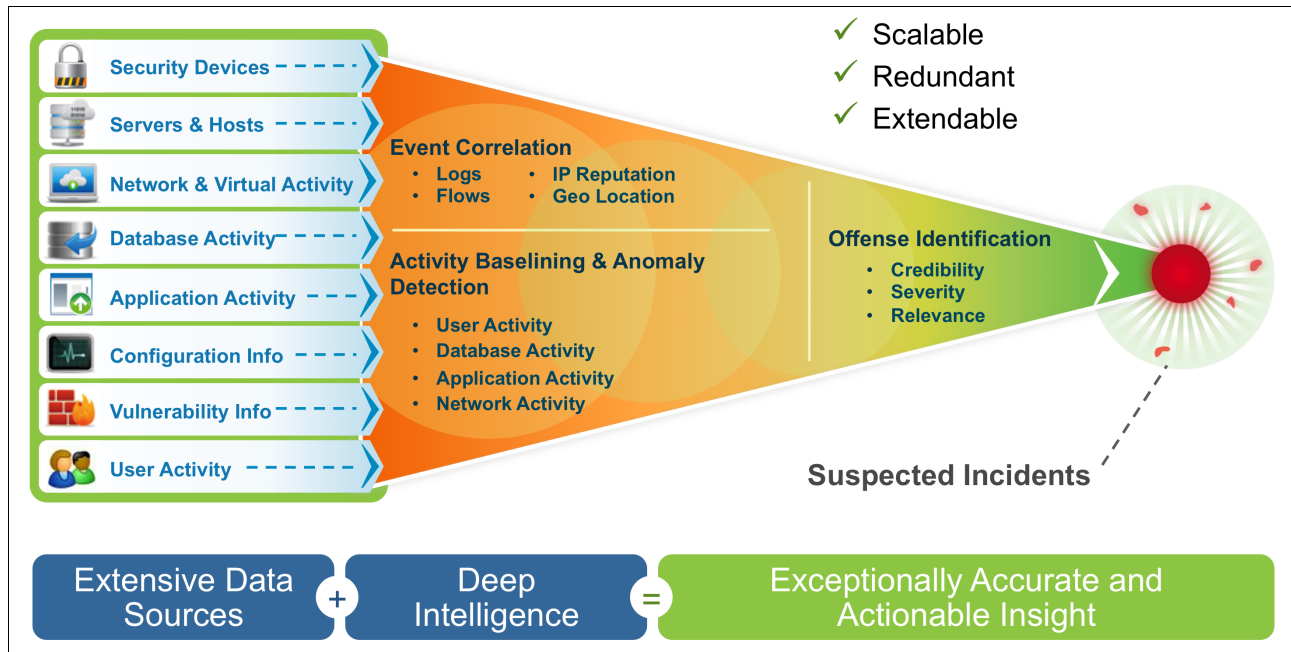 Security Devices
Servers & Hosts
Network & Virtual Activity
Database Activity
Application Activity
Configuration Info
Vulnerability Info
User Activity
Event Correlation
• Logs
• Flows
• IP Reputation
• Geo Location
Activity Baselining & Anomaly
Detection
• User Activity
• Database Activity
• Application Activity
• Network Activity
✓ Scalable
✓ Redundant
✓ Extendable
Offense Identification
• Credibility
• Severity
• Relevance
Suspected Incidents
Extensive Data
Sources
+
Deep
Intelligence
=
Exceptionally Accurate and
Actionable Insight